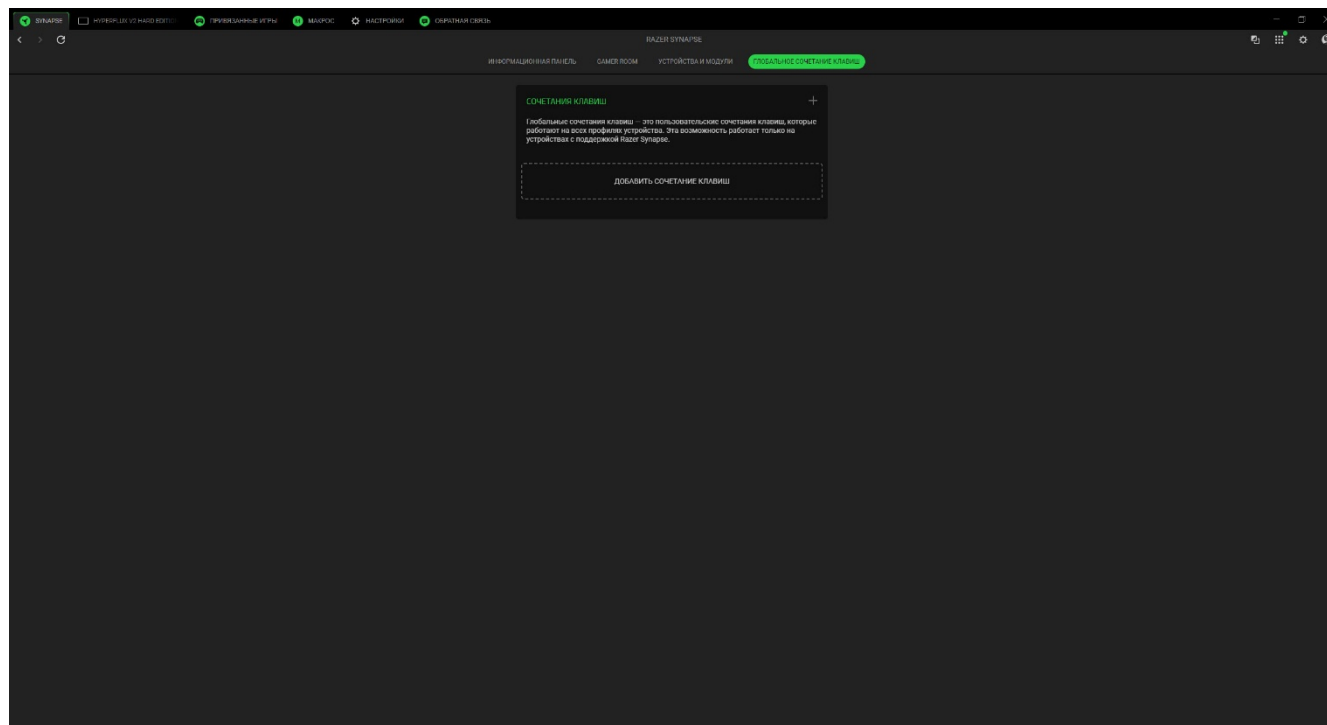 SYNAPSE
HYPERFLUX V2 HARD EDITIO
ПРИВЯЗАННЫЕ ИГРЫ
МАКРОС
НАСТРОЙКИ
ОБРАТНАЯ СВЯЗЬ
RAZER SYNAPSE
ИНФОРМАЦИОННАЯ ПАНЕЛЬ
GAMER ROOM
УСТРОЙСТВА И МОДУЛИ
ГЛОБАЛЬНОЕ СОЧЕТАНИЕ КЛАВИШ
СОЧЕТАНИЯ КЛАВИШ
Глобальные сочетания клавиш — это пользовательские сочетания клавиш, которые
работают на всех профилях устройства. Эта возможность работает только на
устройствах с поддержкой Razer Synapse.
ДОБАВИТЬ СОЧЕТАНИЕ КЛАВИШ